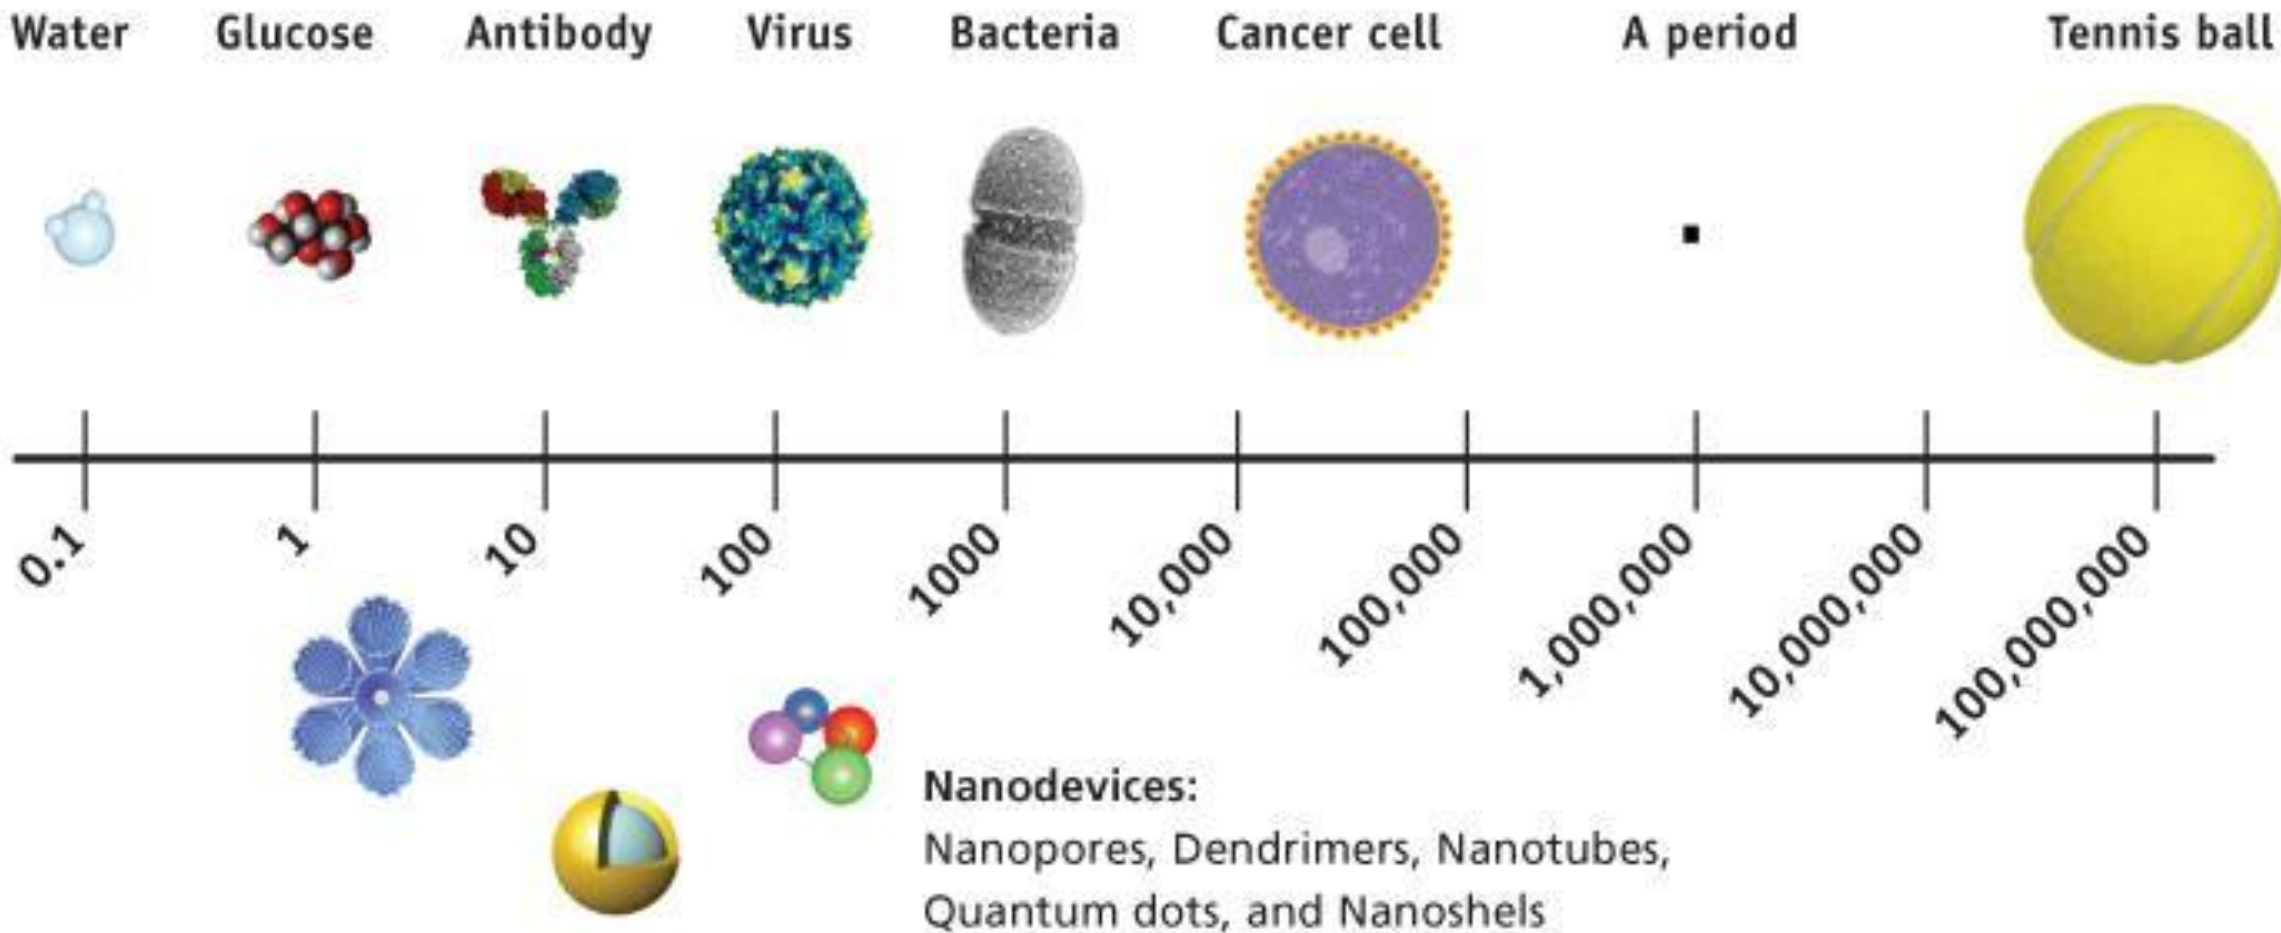 Water Glucose Antibody Virus Bacteria Cancer cell A period Tennis ball
0.1 1 10 100 1000 10,000 100,000 1,000,000 10,000,000 100,000,000
Nanodevices:
Nanopores, Dendrimers, Nanotubes,
Quantum dots, and Nanoshels